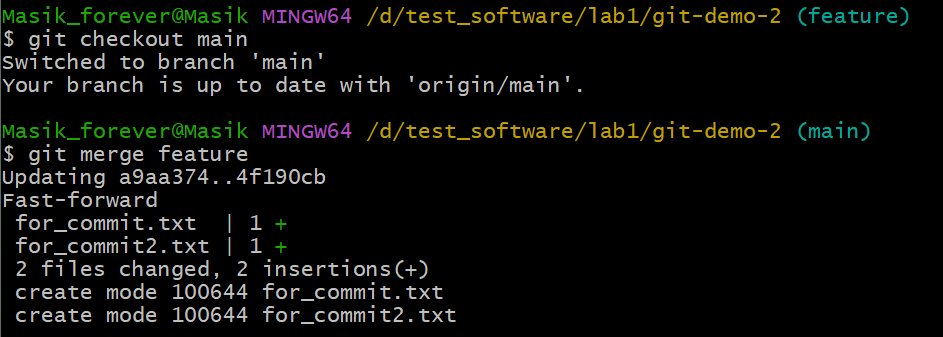 Masik_forever@Masik MINGW64 /d/test_software/lab1/git-demo-2 (feature)
$ git checkout main
Switched to branch 'main'
Your branch is up to date with 'origin/main'.

Masik_forever@Masik MINGW64 /d/test_software/lab1/git-demo-2 (main)
$ git merge feature
Updating a9aa374..4f190cb
Fast-forward
 for_commit.txt  | 1 +
 for_commit2.txt | 1 +
 2 files changed, 2 insertions(+)
 create mode 100644 for_commit.txt
 create mode 100644 for_commit2.txt